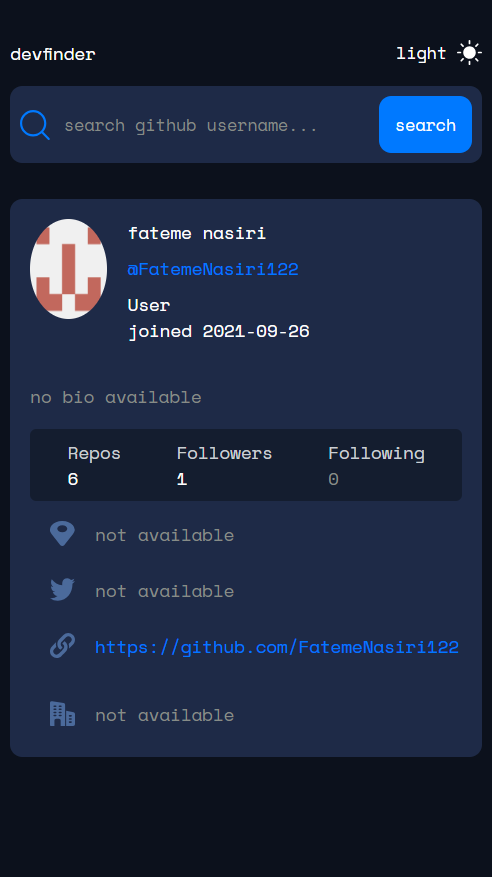 devfinder
light
search github username...
search
fateme nasiri
@FatemeNasiri122
User
joined 2021-09-26
no bio available
Repos Followers Following
6 1 0
not available
not available
https://github.com/FatemeNasiri122
not available